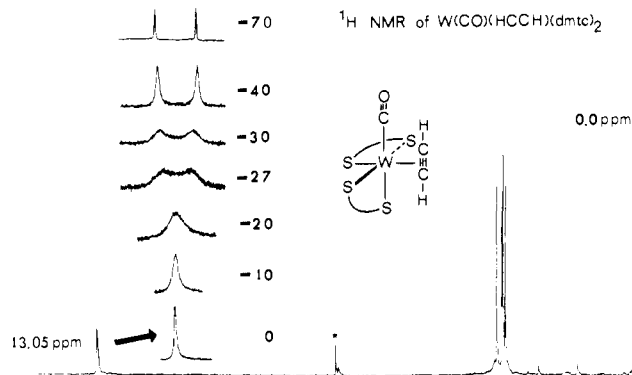 -70
¹H NMR of W(CO)(HCCH)(dmtc)₂
-40
0.0 ppm
-30
-27
-20
-10
0
13.05 ppm
*
O
C
H
S
C
S
W
C
S
S
H